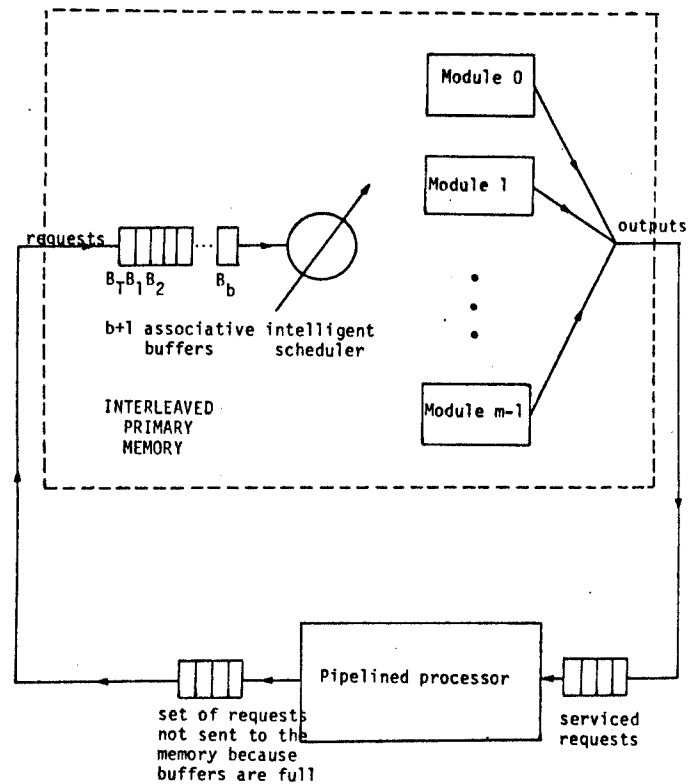 Module 0
Module 1
requests
outputs
B_T B_1 B_2 ... B_b
b+1 associative
buffers
intelligent
scheduler
INTERLEAVED
PRIMARY
MEMORY
Module m-1
Pipelined processor
set of requests
not sent to the
memory because
buffers are full
serviced
requests